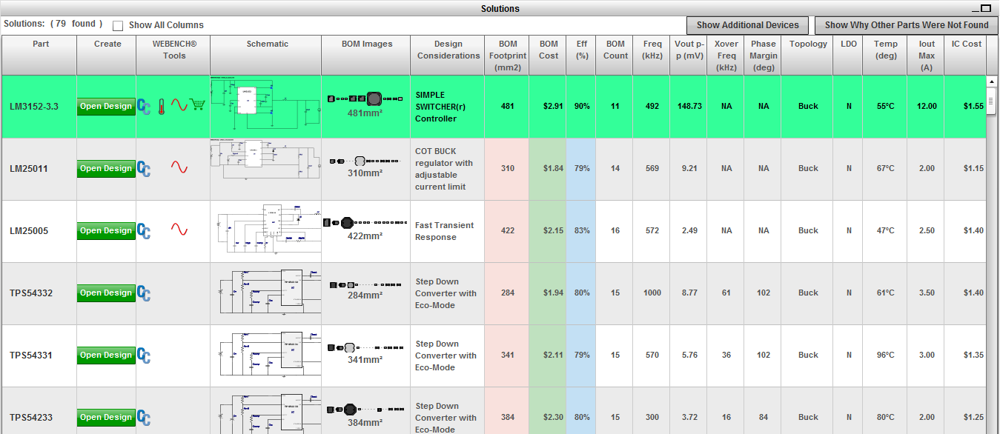 Solutions
Solutions: ( 79 found ) Show All Columns Show Additional Devices Show Why Other Parts Were Not Found
Part Create WEBENCH® Tools Schematic BOM Images Design Considerations BOM Footprint (mm2) BOM Cost Eff (%) BOM Count Freq (kHz) Vout p-p (mV) Xover Freq (kHz) Phase Margin (deg) Topology LDO Temp (deg) Iout Max (A) IC Cost
LM3152-3.3 Open Design 481mm² SIMPLE SWITCHER(r) Controller 481 $2.91 90% 11 492 148.73 NA NA Buck 55°C 12.00 $1.55
LM25011 Open Design 310mm² COT BUCK regulator with adjustable current limit 310 $1.84 79% 14 569 9.21 NA NA Buck N 67°C 2.00 $1.15
LM25005 Open Design 422mm² Fast Transient Response 422 $2.15 83% 16 572 2.49 NA NA Buck N 47°C 2.50 $1.40
TPS54332 Open Design 284mm² Step Down Converter with Eco-Mode 284 $1.94 80% 15 1000 8.77 61 102 Buck N 61°C 3.50 $1.40
TPS54331 Open Design 341mm² Step Down Converter with Eco-Mode 341 $2.11 79% 15 570 5.76 36 102 Buck N 96°C 3.00 $1.35
TPS54233 Open Design 384mm² Step Down Converter with Eco-Mode 384 $2.30 80% 15 300 3.72 16 84 Buck N 80°C 2.00 $1.25